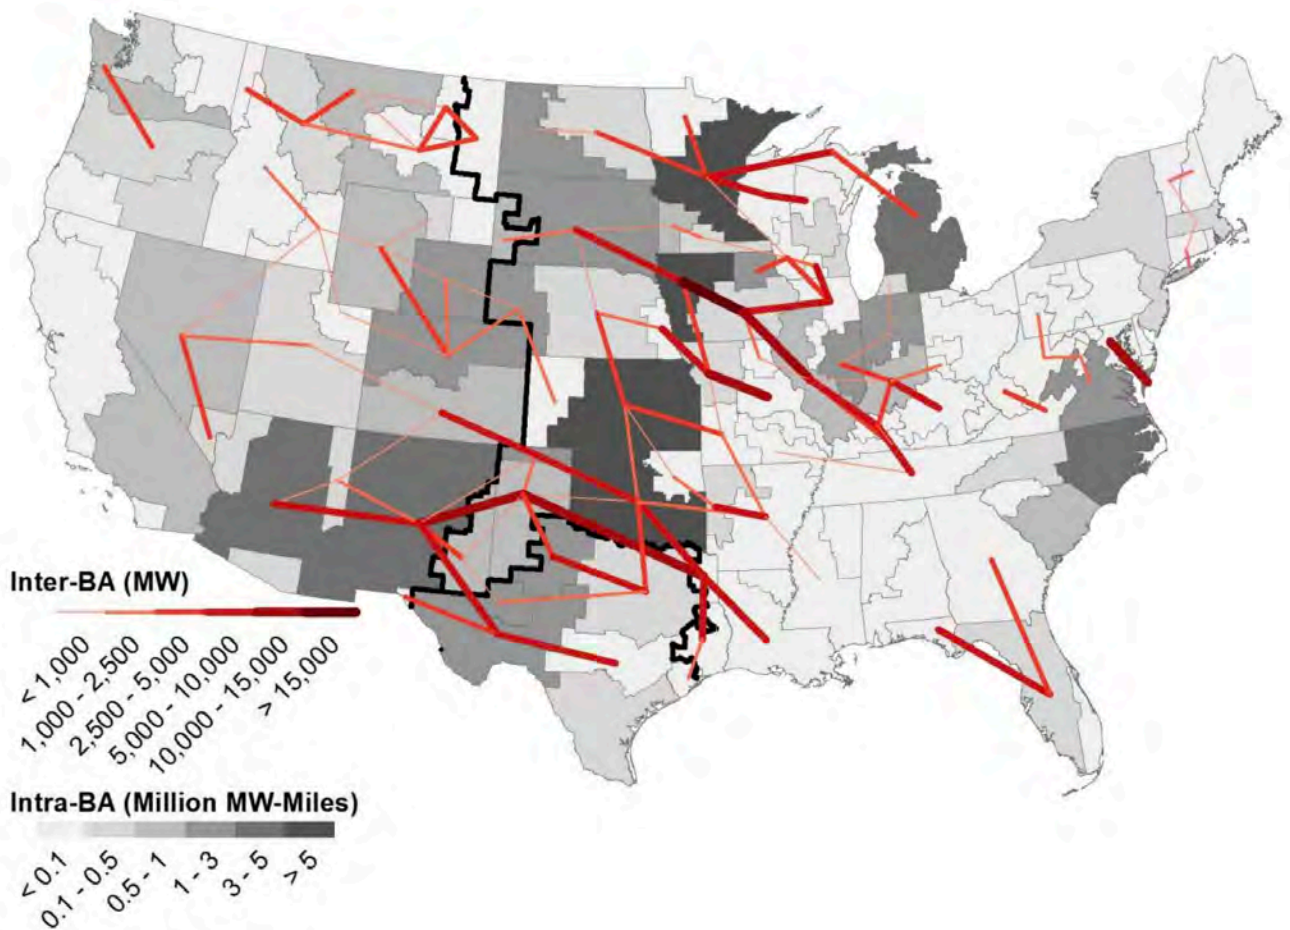 Inter-BA (MW)
< 1,000
1,000 - 2,500
2,500 - 5,000
5,000 - 10,000
10,000 - 15,000
> 15,000
Intra-BA (Million MW-Miles)
< 0.1
0.1 - 0.5
0.5 - 1
1 - 3
3 - 5
> 5